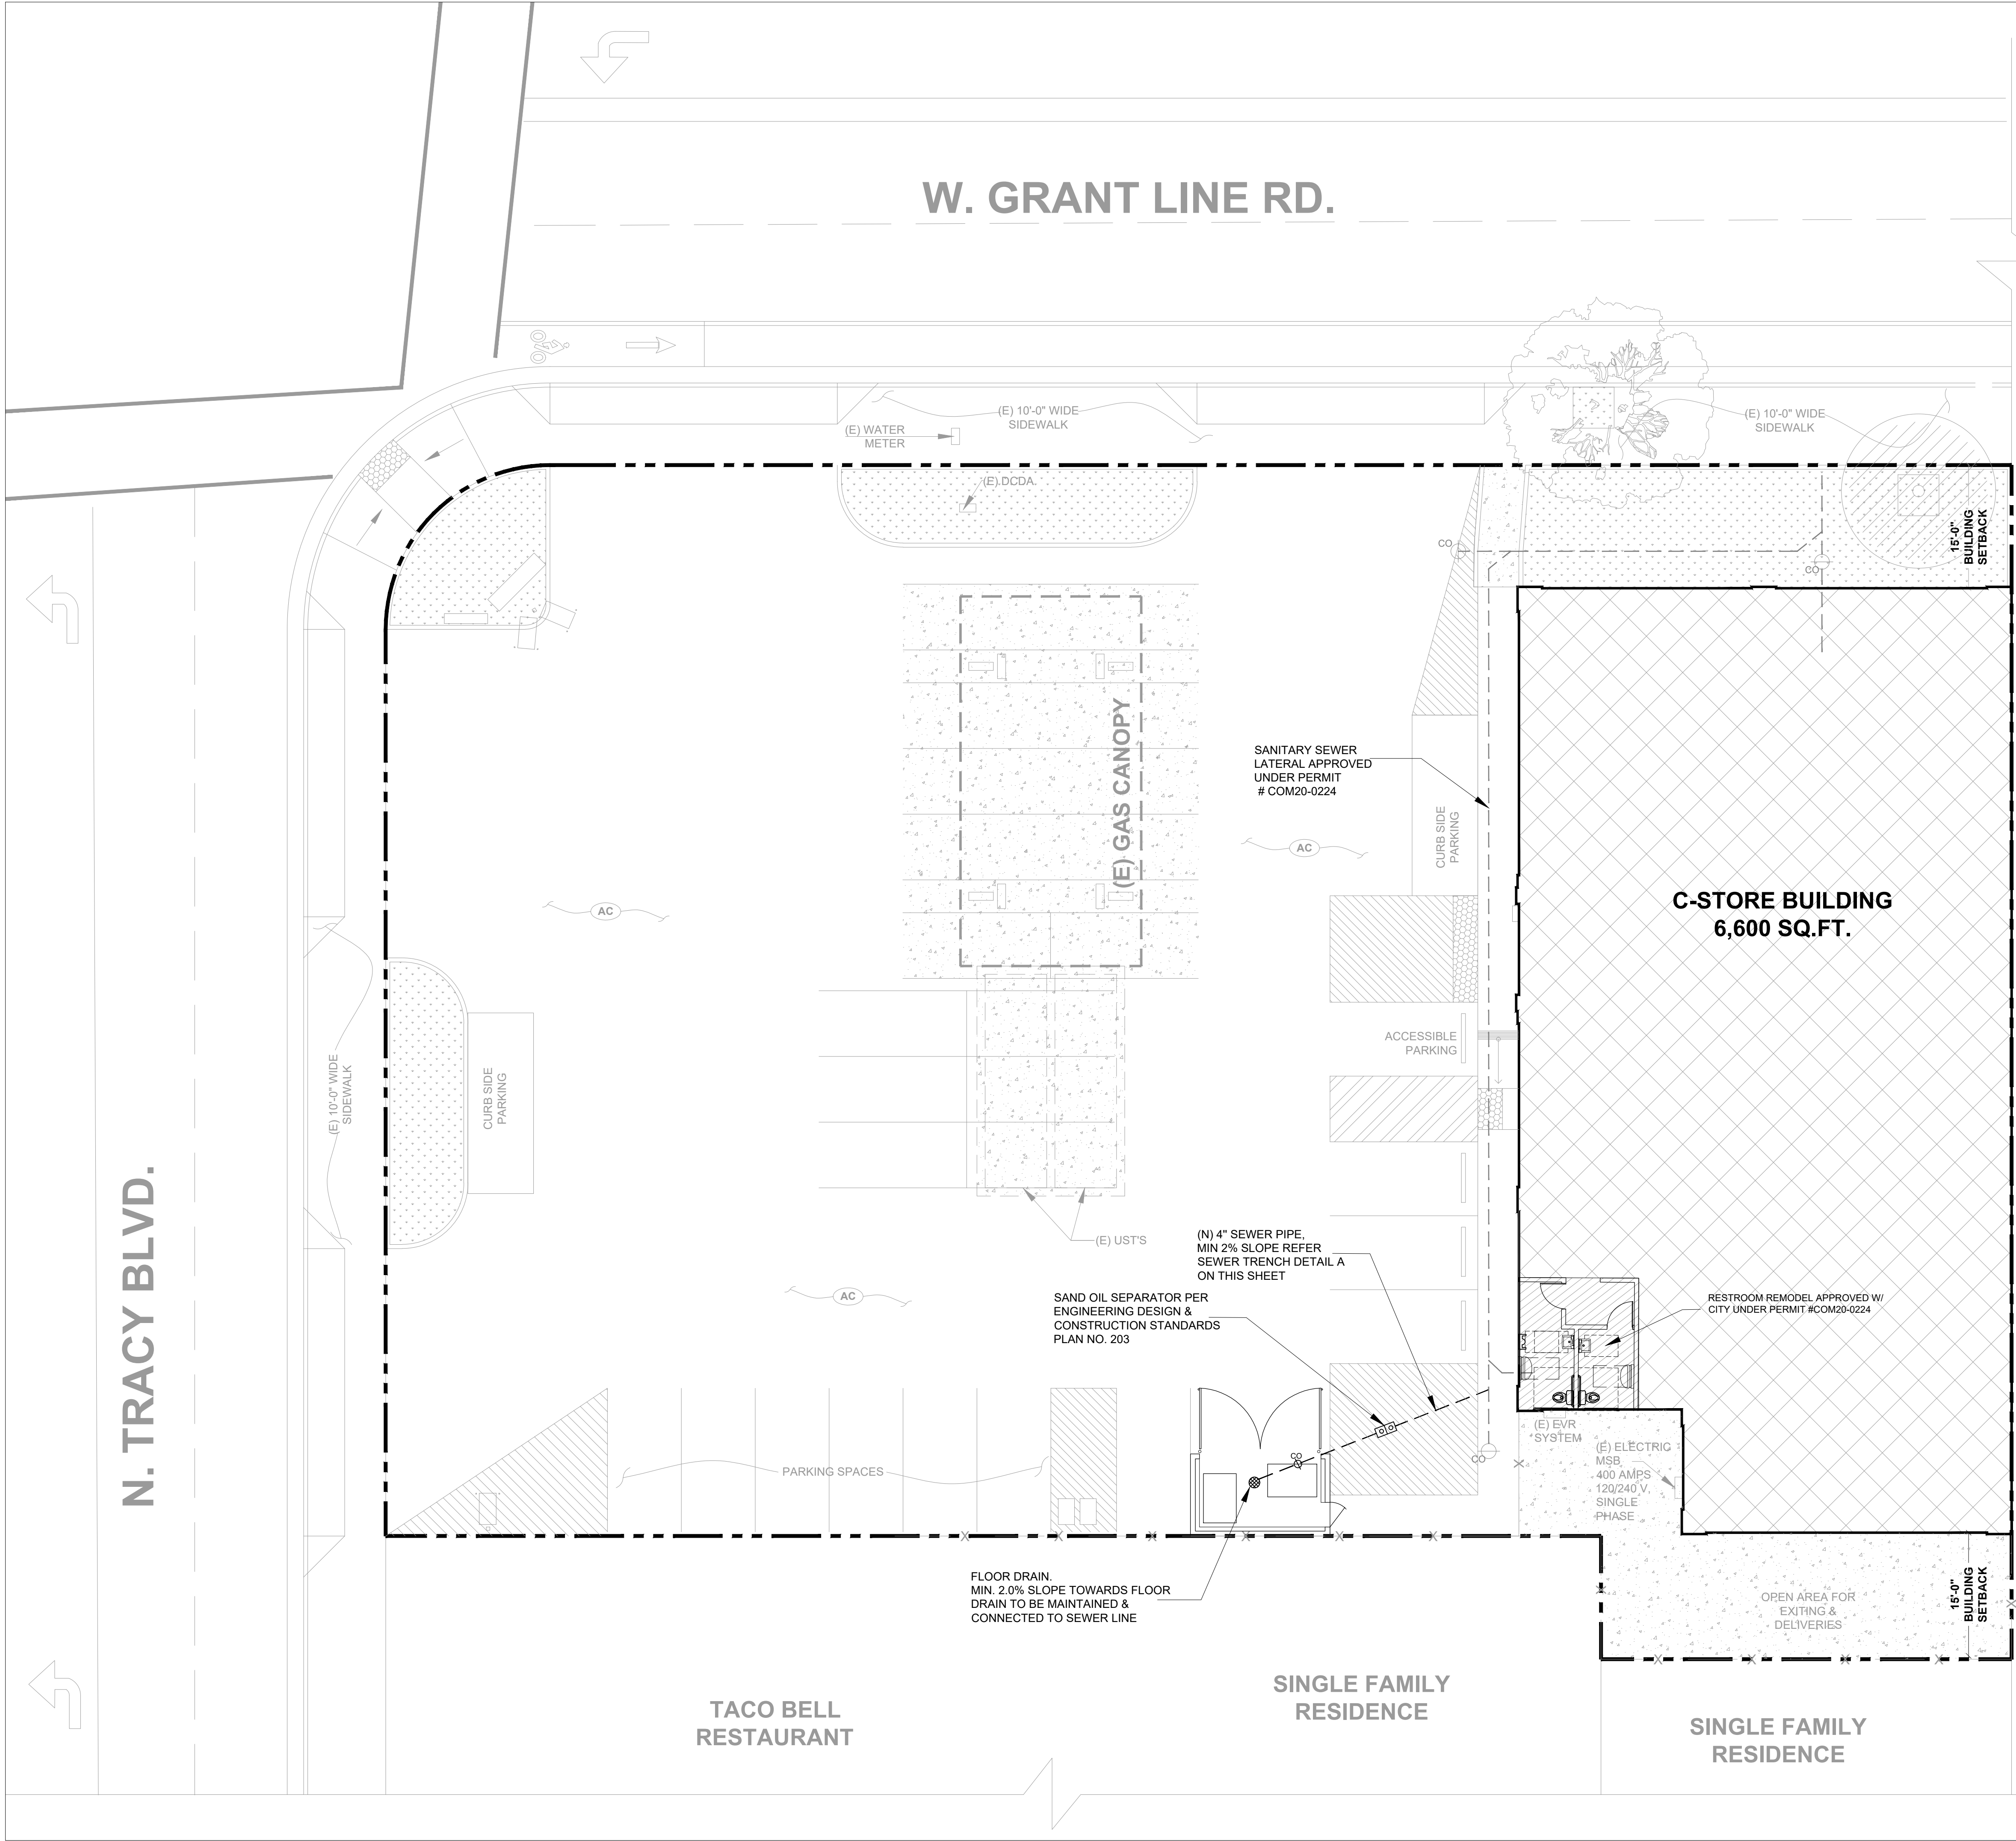 W. GRANT LINE RD.
(E) 10'-0" WIDE
SIDEWALK
(E) WATER
METER
(E) 10'-0" WIDE
SIDEWALK
(E) DCDA
CO
CO
15'-0"
BUILDING
SETBACK
(E) GAS CANOPY
SANITARY SEWER
LATERAL APPROVED
UNDER PERMIT
# COM20-0224
CURB SIDE
PARKING
AC
AC
C-STORE BUILDING
6,600 SQ.FT.
ACCESSIBLE
PARKING
(E) 10'-0" WIDE
SIDEWALK
CURB SIDE
PARKING
N. TRACY BLVD.
(E) UST'S
(N) 4" SEWER PIPE,
MIN 2% SLOPE REFER
SEWER TRENCH DETAIL A
ON THIS SHEET
AC
SAND OIL SEPARATOR PER
ENGINEERING DESIGN &
CONSTRUCTION STANDARDS
PLAN NO. 203
RESTROOM REMODEL APPROVED W/
CITY UNDER PERMIT #COM20-0224
(E) EVR
SYSTEM
(E) ELECTRIC
MSB
400 AMPS
120/240 V,
SINGLE
PHASE
CO
CO
PARKING SPACES
FLOOR DRAIN.
MIN. 2.0% SLOPE TOWARDS FLOOR
DRAIN TO BE MAINTAINED &
CONNECTED TO SEWER LINE
OPEN AREA FOR
EXITING &
DELIVERIES
15'-0"
BUILDING
SETBACK
TACO BELL
RESTAURANT
SINGLE FAMILY
RESIDENCE
SINGLE FAMILY
RESIDENCE